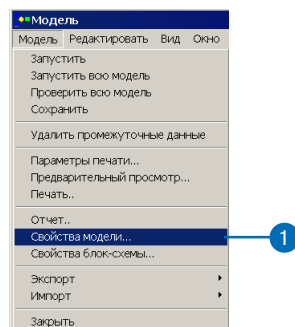 Модель
Модель Редактировать Вид Окно
Запустить
Запустить всю модель
Проверить всю модель
Сохранить
Удалить промежуточные данные
Параметры печати...
Предварительный просмотр...
Печать..
Отчет..
Свойства модели...
1
Свойства блок-схемы...
Экспорт
Импорт
Закрыть